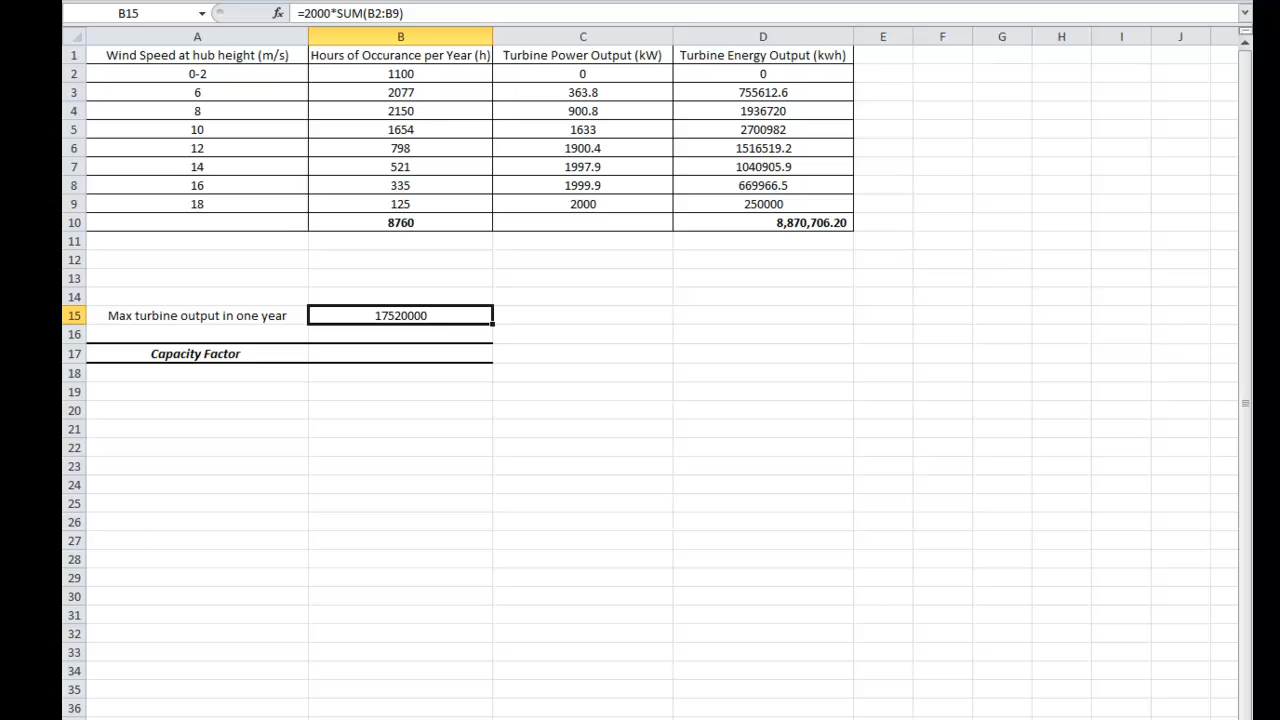 B15 fx =2000*SUM(B2:B9)
A B C D E F G H I J
1 Wind Speed at hub height (m/s) Hours of Occurance per Year (h) Turbine Power Output (kW) Turbine Energy Output (kwh)
2 0-2 1100 0 0
3 6 2077 363.8 755612.6
4 8 2150 900.8 1936720
5 10 1654 1633 2700982
6 12 798 1900.4 1516519.2
7 14 521 1997.9 1040905.9
8 16 335 1999.9 669966.5
9 18 125 2000 250000
10 8760 8,870,706.20
11
12
13
14
15 Max turbine output in one year 17520000
16
17 Capacity Factor
18
19
20
21
22
23
24
25
26
27
28
29
30
31
32
33
34
35
36